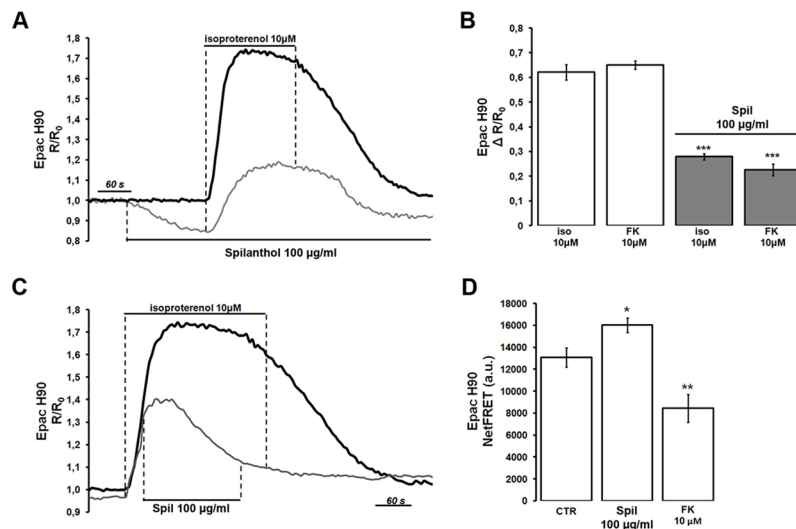 A
Epac H90
R/R0
1,8
1,7
1,6
1,5
1,4
1,3
1,2
1,1
1,0
0,9
0,8
isoproterenol 10µM
60 s
Spilanthol 100 µg/ml
B
Epac H90
Δ R/R0
0,8
0,7
0,6
0,5
0,4
0,3
0,2
0,1
0
Spil
100 µg/ml
***
***
iso
10µM
FK
10µM
iso
10µM
FK
10µM
C
Epac H90
R/R0
1,8
1,7
1,6
1,5
1,4
1,3
1,2
1,1
1,0
0,9
isoproterenol 10µM
Spil 100 µg/ml
60 s
D
Epac H90
NetFRET (a.u.)
18000
16000
14000
12000
10000
8000
6000
4000
2000
0
*
**
CTR
Spil
100 µg/ml
FK
10 µM